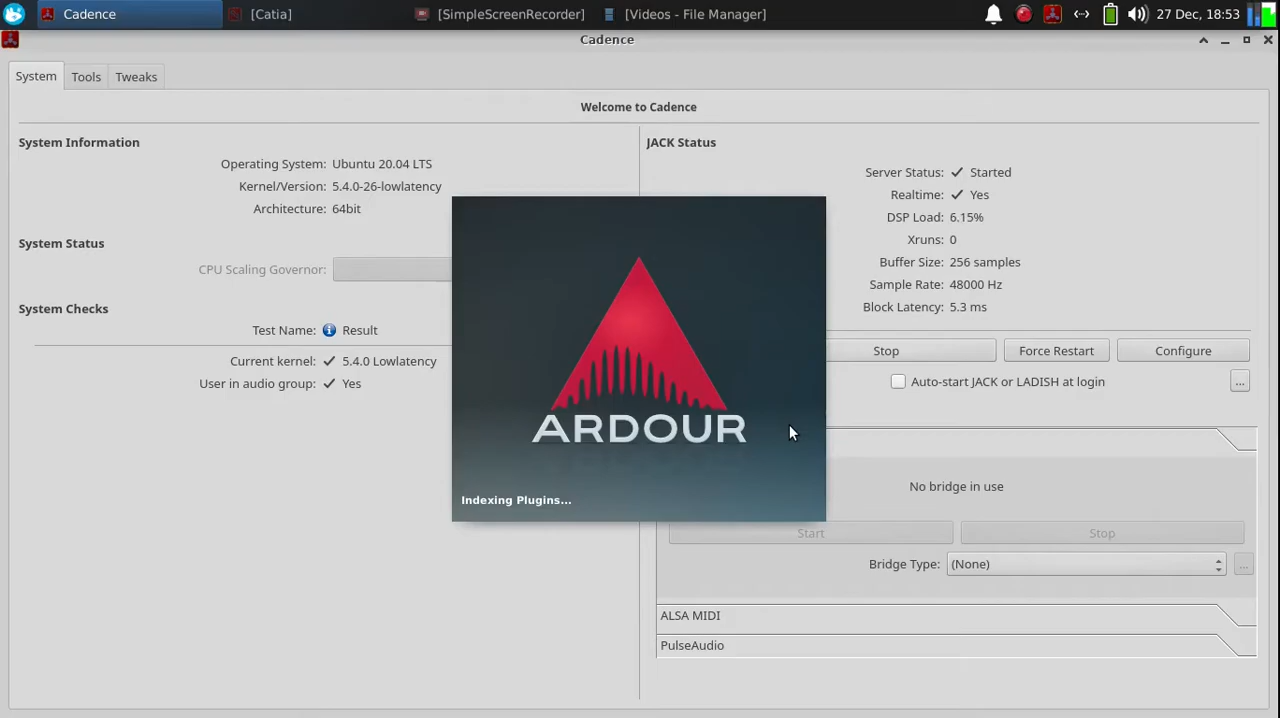 Cadence
[Catia]
[SimpleScreenRecorder]
[Videos - File Manager]
27 Dec, 18:53
Cadence
System
Tools
Tweaks
Welcome to Cadence
System Information
Operating System: Ubuntu 20.04 LTS
Kernel/Version: 5.4.0-26-lowlatency
Architecture: 64bit
System Status
CPU Scaling Governor:
System Checks
Test Name: Result
Current kernel: 5.4.0 Lowlatency
User in audio group: Yes
ARDOUR
Indexing Plugins...
JACK Status
Server Status: Started
Realtime: Yes
DSP Load: 6.15%
Xruns: 0
Buffer Size: 256 samples
Sample Rate: 48000 Hz
Block Latency: 5.3 ms
Stop
Force Restart
Configure
Auto-start JACK or LADISH at login
...
No bridge in use
Start
Stop
Bridge Type: (None)
...
ALSA MIDI
PulseAudio